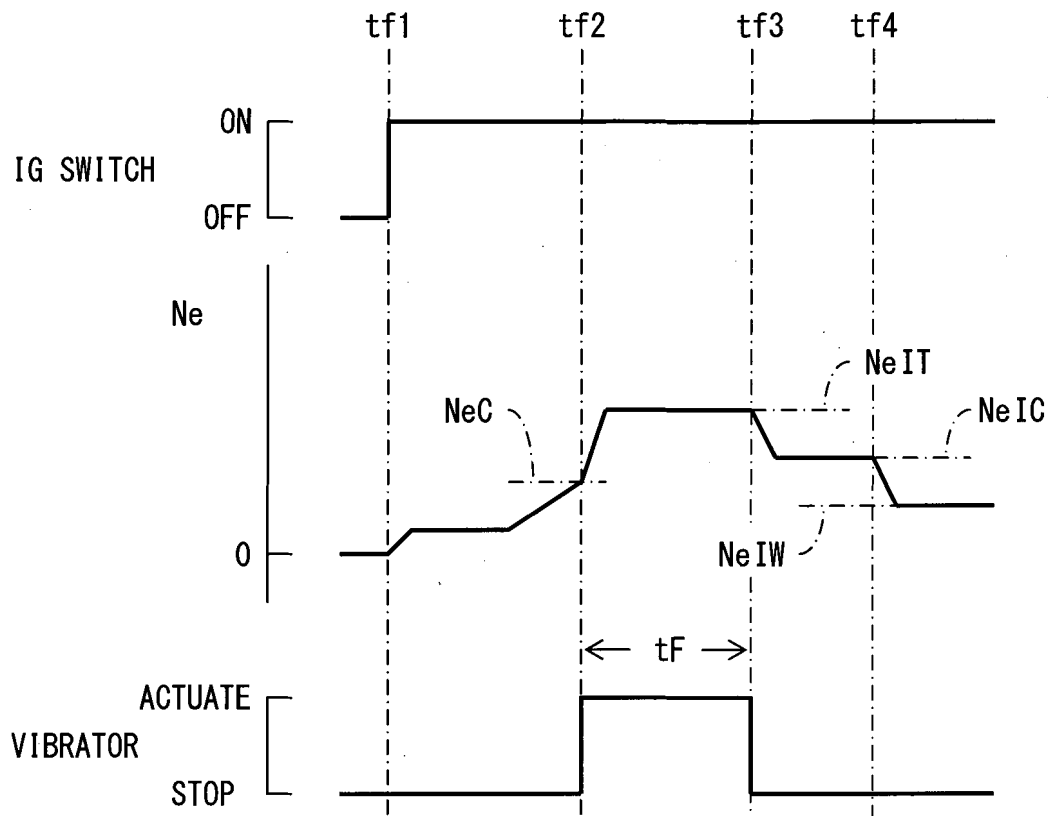 tf1 tf2 tf3 tf4
ON
IG SWITCH
OFF
Ne
NeIT
NeC
NeIC
NeIW
0
tF
ACTUATE
VIBRATOR
STOP